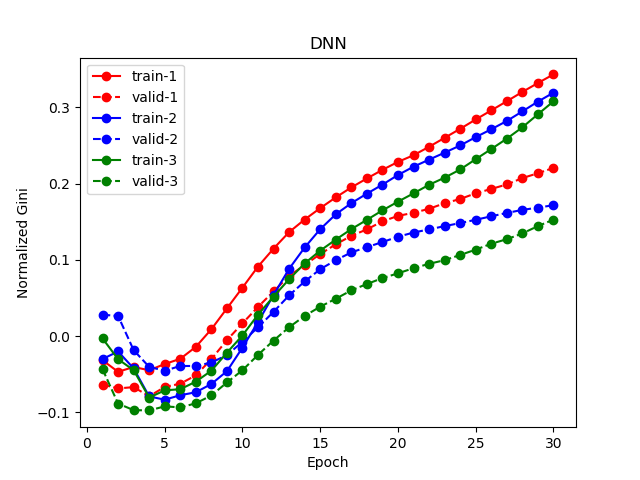 DNN
train-1
valid-1
train-2
valid-2
train-3
valid-3
Normalized Gini
0.3
0.2
0.1
0.0
−0.1
0 5 10 15 20 25 30
Epoch